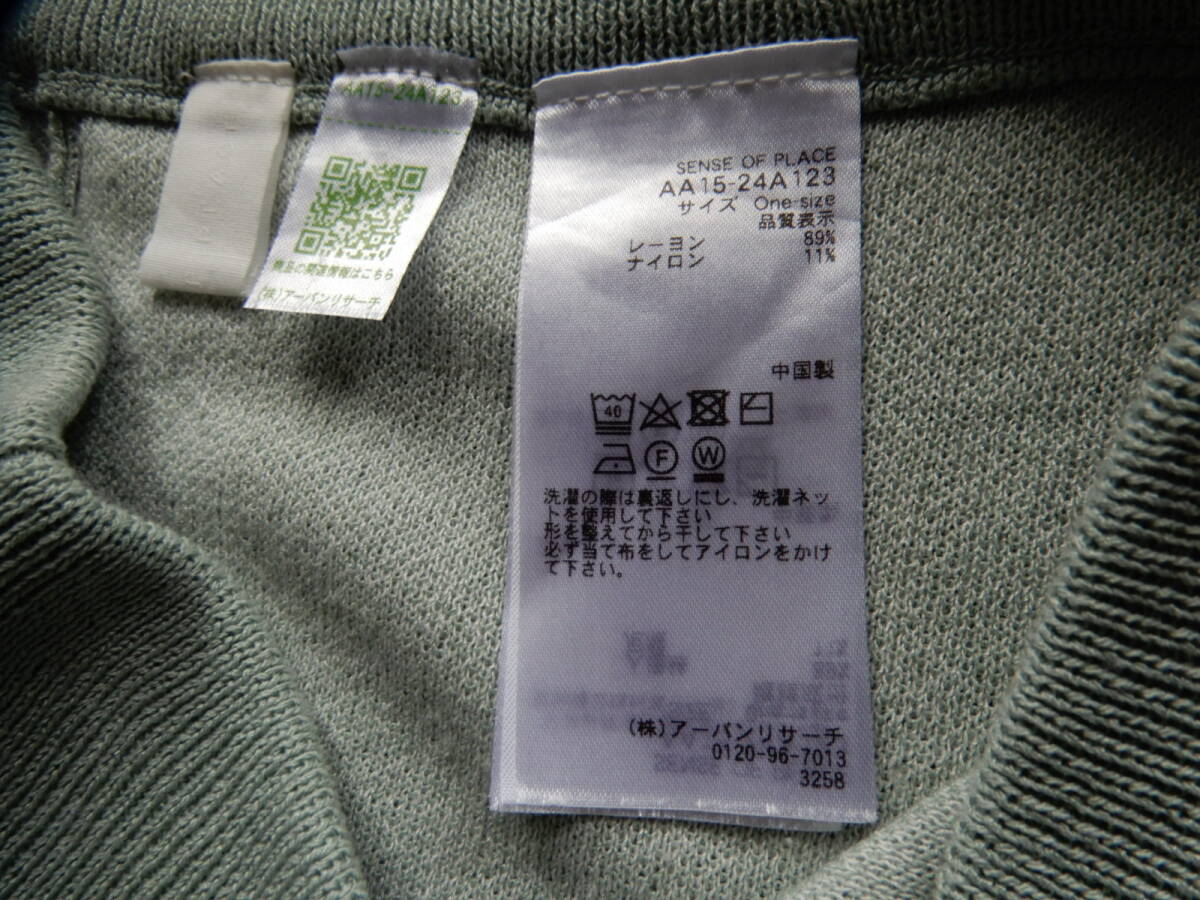 AA15-24A123
商品の関連情報はこちら
(株)アーバンリサーチ
SENSE OF PLACE
AA15-24A123
サイズ One-size
品質表示
レーヨン 89%
ナイロン 11%
中国製
40
F W
洗濯の際は裏返しにし、洗濯ネッ
トを使用して下さい
形を整えてから干して下さい
必ず当て布をしてアイロンをかけ
て下さい。
(株)アーバンリサーチ
0120-96-7013
3258